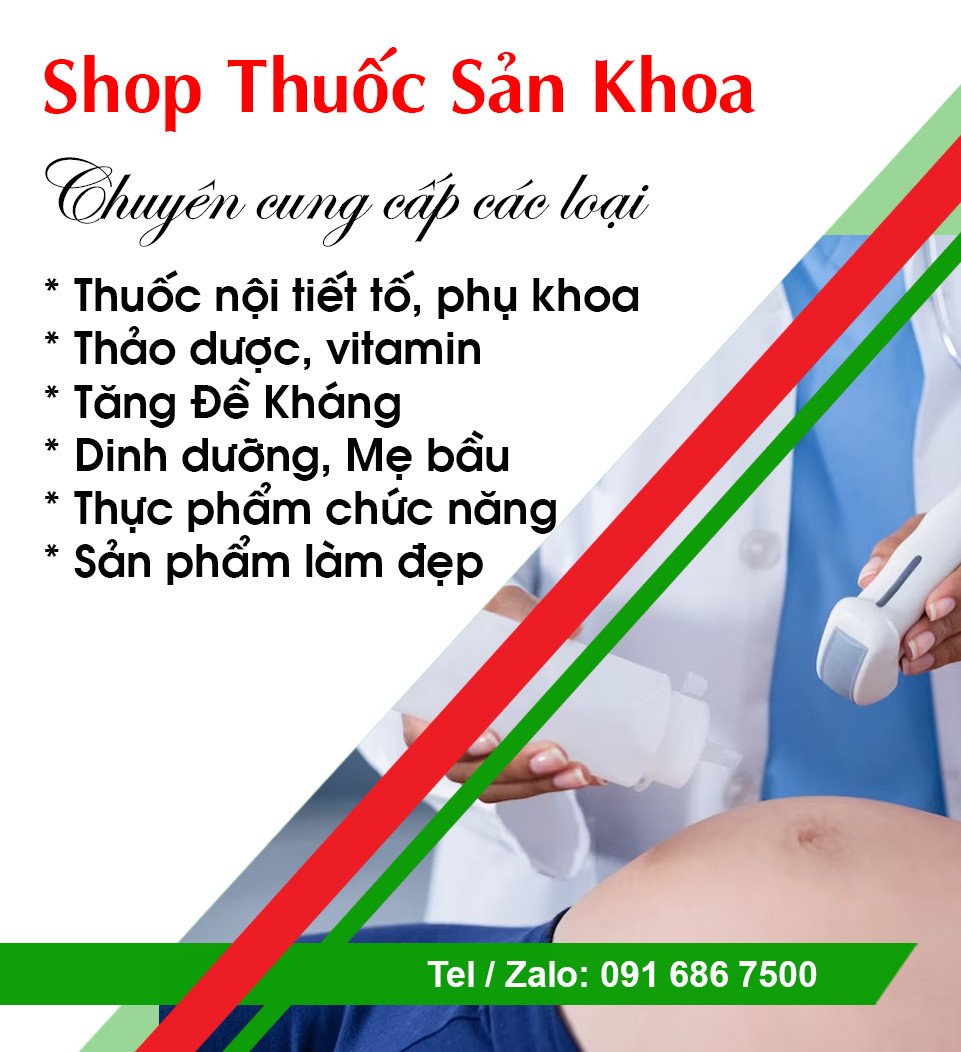 Shop Thuốc Sản Khoa
Chuyên cung cấp các loại
* Thuốc nội tiết tố, phụ khoa
* Thảo dược, vitamin
* Tăng Đề Kháng
* Dinh dưỡng, Mẹ bầu
* Thực phẩm chức năng
* Sản phẩm làm đẹp
Tel / Zalo: 091 686 7500